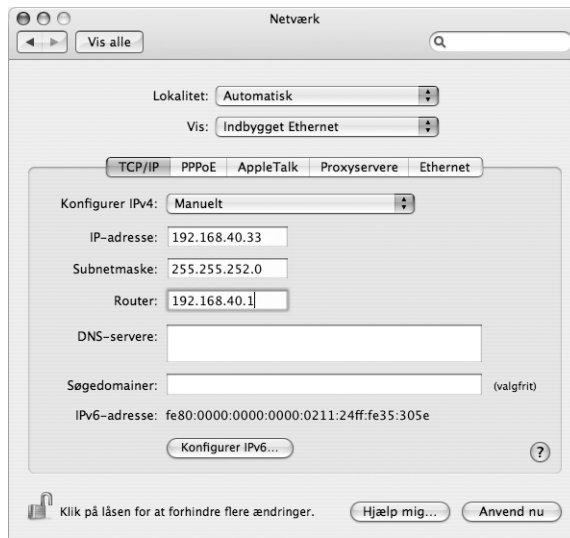 Netværk
Vis alle
Lokalitet: Automatisk
Vis: Indbygget Ethernet
TCP/IP PPPoE AppleTalk Proxyservere Ethernet
Konfigurer IPv4: Manuelt
IP-adresse: 192.168.40.33
Subnetmaske: 255.255.252.0
Router: 192.168.40.1
DNS-servere:
Søgedomainer: (valgfrit)
IPv6-adresse: fe80:0000:0000:0000:0211:24ff:fe35:305e
Konfigurer IPv6...
?
Klik på låsen for at forhindre flere ændringer. Hjælp mig... Anvend nu